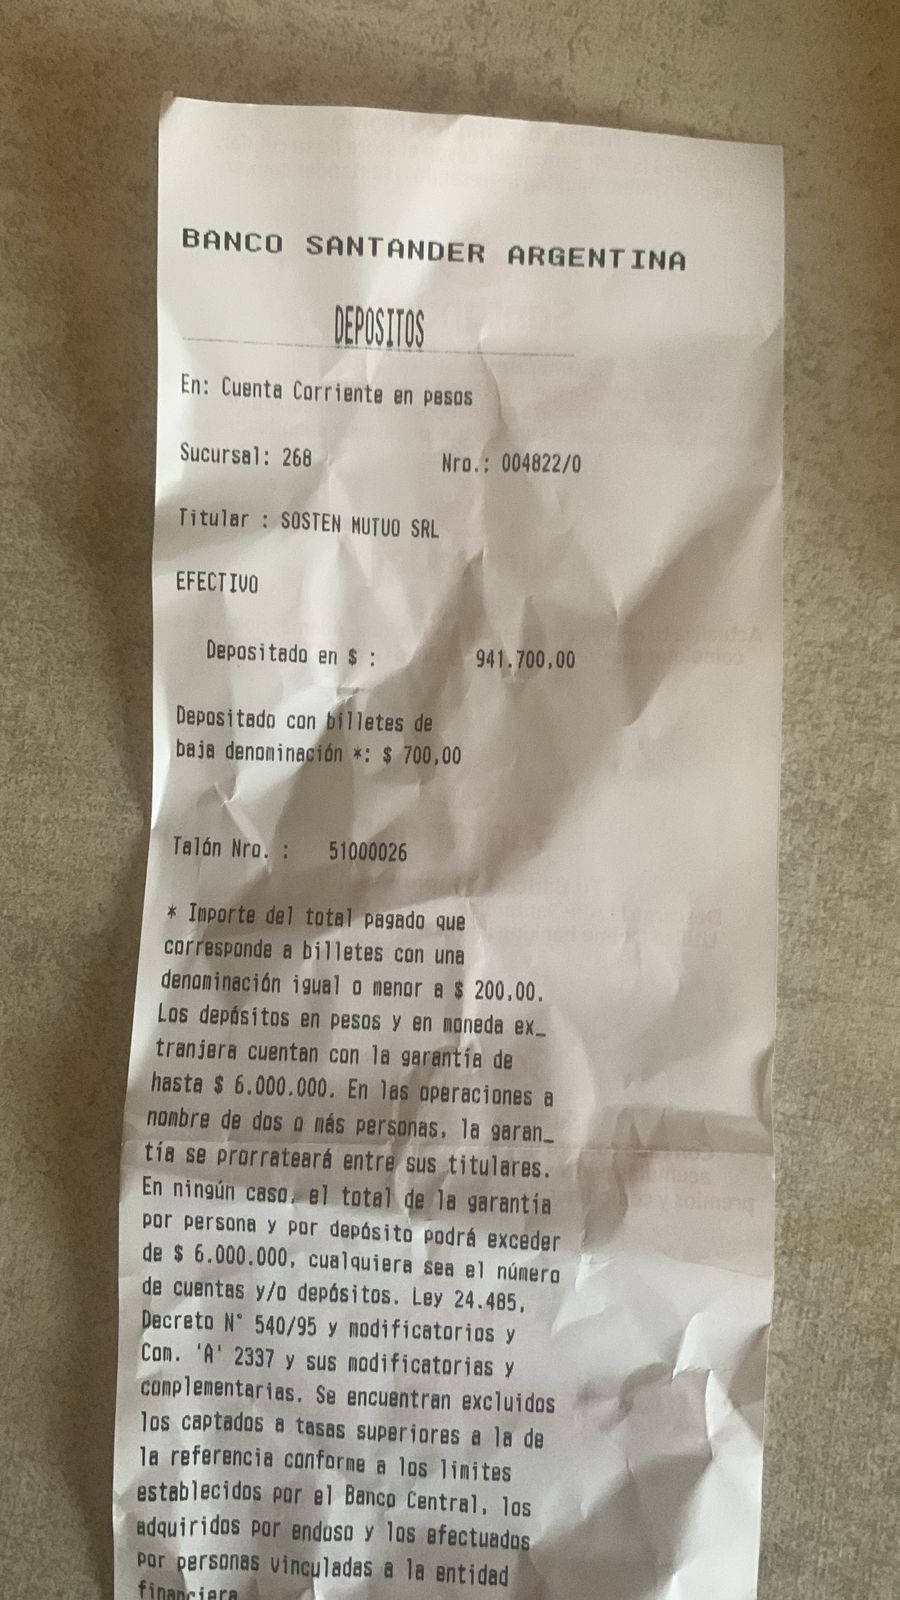 BANCO SANTANDER ARGENTINA
DEPOSITOS
En: Cuenta Corriente en pesos
Sucursal: 268 Nro.: 004822/0
Titular : SOSTEN MUTUO SRL
EFECTIVO
Depositado en $ : 941.700,00
Depositado con billetes de
baja denominación *: $ 700,00
Talón Nro. : 51000026
* Importe del total pagado que
corresponde a billetes con una
denominación igual o menor a $ 200,00.
Los depósitos en pesos y en moneda ex_
tranjera cuentan con la garantía de
hasta $ 6.000.000. En las operaciones a
nombre de dos o más personas, la garan_
tía se prorrateará entre sus titulares.
En ningún caso, el total de la garantía
por persona y por depósito podrá exceder
de $ 6.000.000, cualquiera sea el número
de cuentas y/o depósitos. Ley 24.485,
Decreto N° 540/95 y modificatorios y
Com. 'A' 2337 y sus modificatorias y
complementarias. Se encuentran excluidos
los captados a tasas superiores a la de
la referencia conforme a los limites
establecidos por el Banco Central, los
adquiridos por endoso y los efectuados
por personas vinculadas a la entidad
financiera